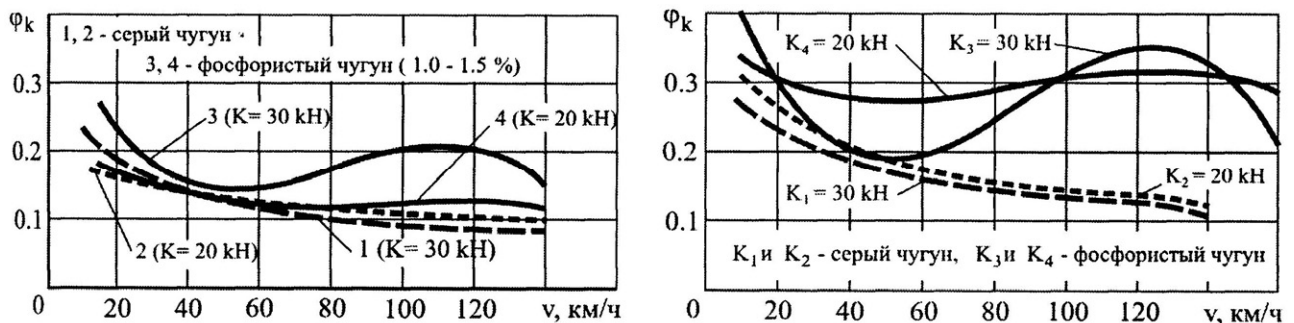 φk
1, 2 - серый чугун
3, 4 - фосфористый чугун ( 1.0 - 1.5 %)
0.3
3 (K= 30 kH)
4 (K= 20 kH)
0.2
0.1
2 (K= 20 kH)
1 (K= 30 kH)
0 20 40 60 80 100 120 v, км/ч
φk
K4 = 20 kH
K3 = 30 kH
0.3
0.2
K1 = 30 kH
K2 = 20 kH
0.1
K1 и K2 - серый чугун, K3 и K4 - фосфористый чугун
0 20 40 60 80 100 120 v, км/ч